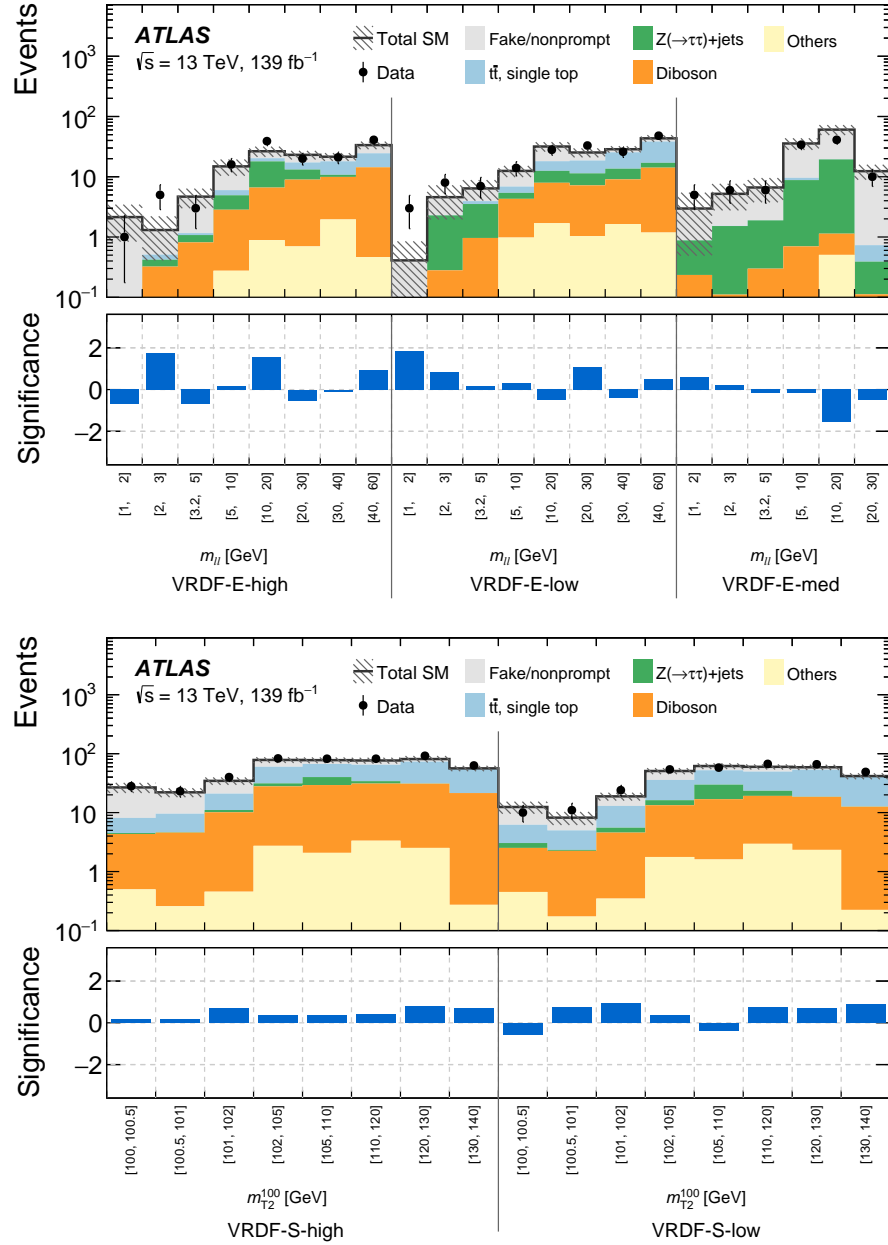 Events
ATLAS
√s = 13 TeV, 139 fb⁻¹
Total SM
Fake/nonprompt
Z(→ττ)+jets
Others
Data
tt̄, single top
Diboson
10³
10²
10
1
10⁻¹
Significance
2
0
−2
[1, 2] [2, 3] [3.2, 5] [5, 10] [10, 20] [20, 30] [30, 40] [40, 60] [1, 2] [2, 3] [3.2, 5] [5, 10] [10, 20] [20, 30] [30, 40] [40, 60] [1, 2] [2, 3] [3.2, 5] [5, 10] [10, 20] [20, 30]
m_ll [GeV] m_ll [GeV] m_ll [GeV]
VRDF-E-high VRDF-E-low VRDF-E-med
Events
ATLAS
√s = 13 TeV, 139 fb⁻¹
Total SM
Fake/nonprompt
Z(→ττ)+jets
Others
Data
tt̄, single top
Diboson
10³
10²
10
1
10⁻¹
Significance
2
0
−2
[100, 100.5] [100.5, 101] [101, 102] [102, 105] [105, 110] [110, 120] [120, 130] [130, 140] [100, 100.5] [100.5, 101] [101, 102] [102, 105] [105, 110] [110, 120] [120, 130] [130, 140]
m_T2^100 [GeV] m_T2^100 [GeV]
VRDF-S-high VRDF-S-low